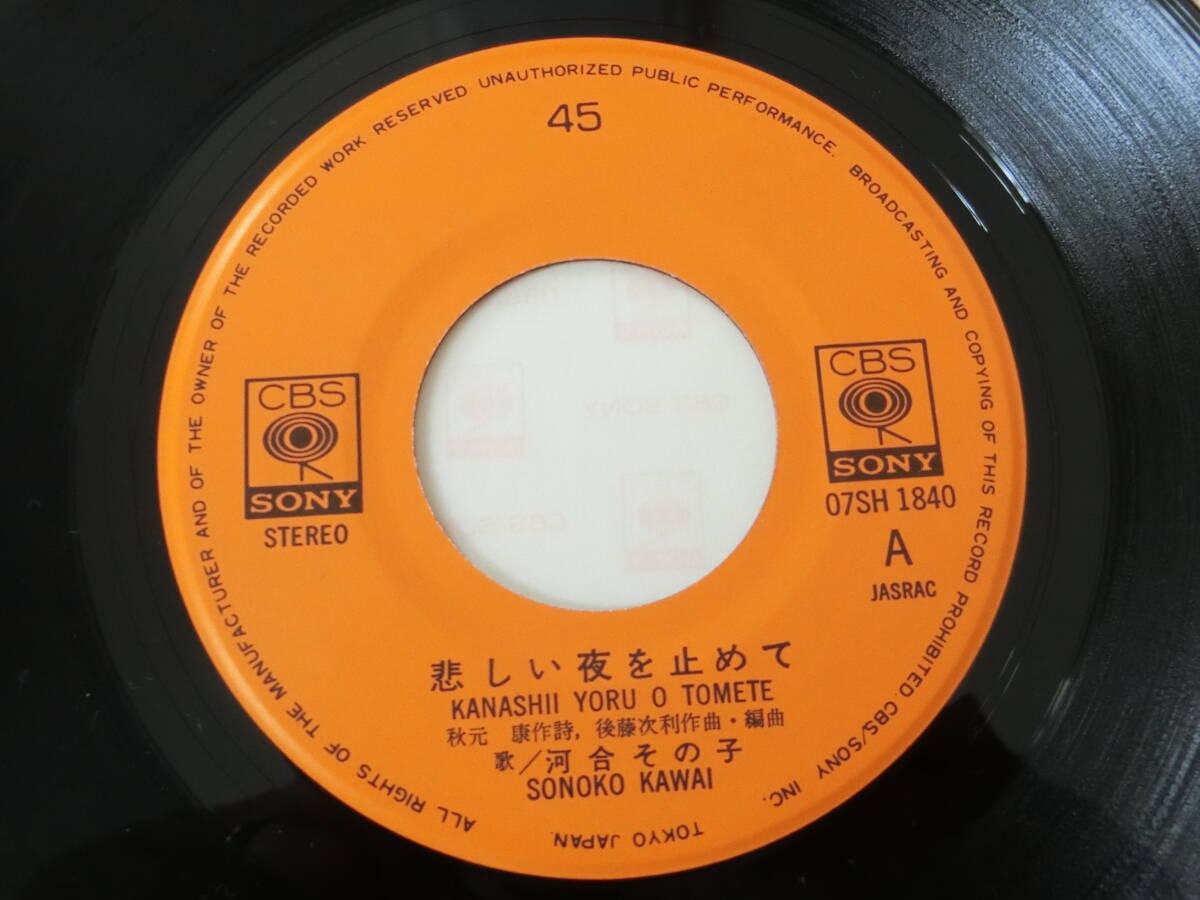 45
ALL RIGHTS OF THE MANUFACTURER AND OF THE OWNER OF THE RECORDED WORK RESERVED UNAUTHORIZED PUBLIC PERFORMANCE. BROADCASTING AND COPYING OF THIS RECORD PROHIBITED. CBS/SONY INC. TOKYO JAPAN.
CBS
SONY
STEREO
CBS
SONY
07SH 1840
A
JASRAC
悲しい夜を止めて
KANASHII YORU O TOMETE
秋元 康作詩, 後藤次利作曲・編曲
歌/河合その子
SONOKO KAWAI